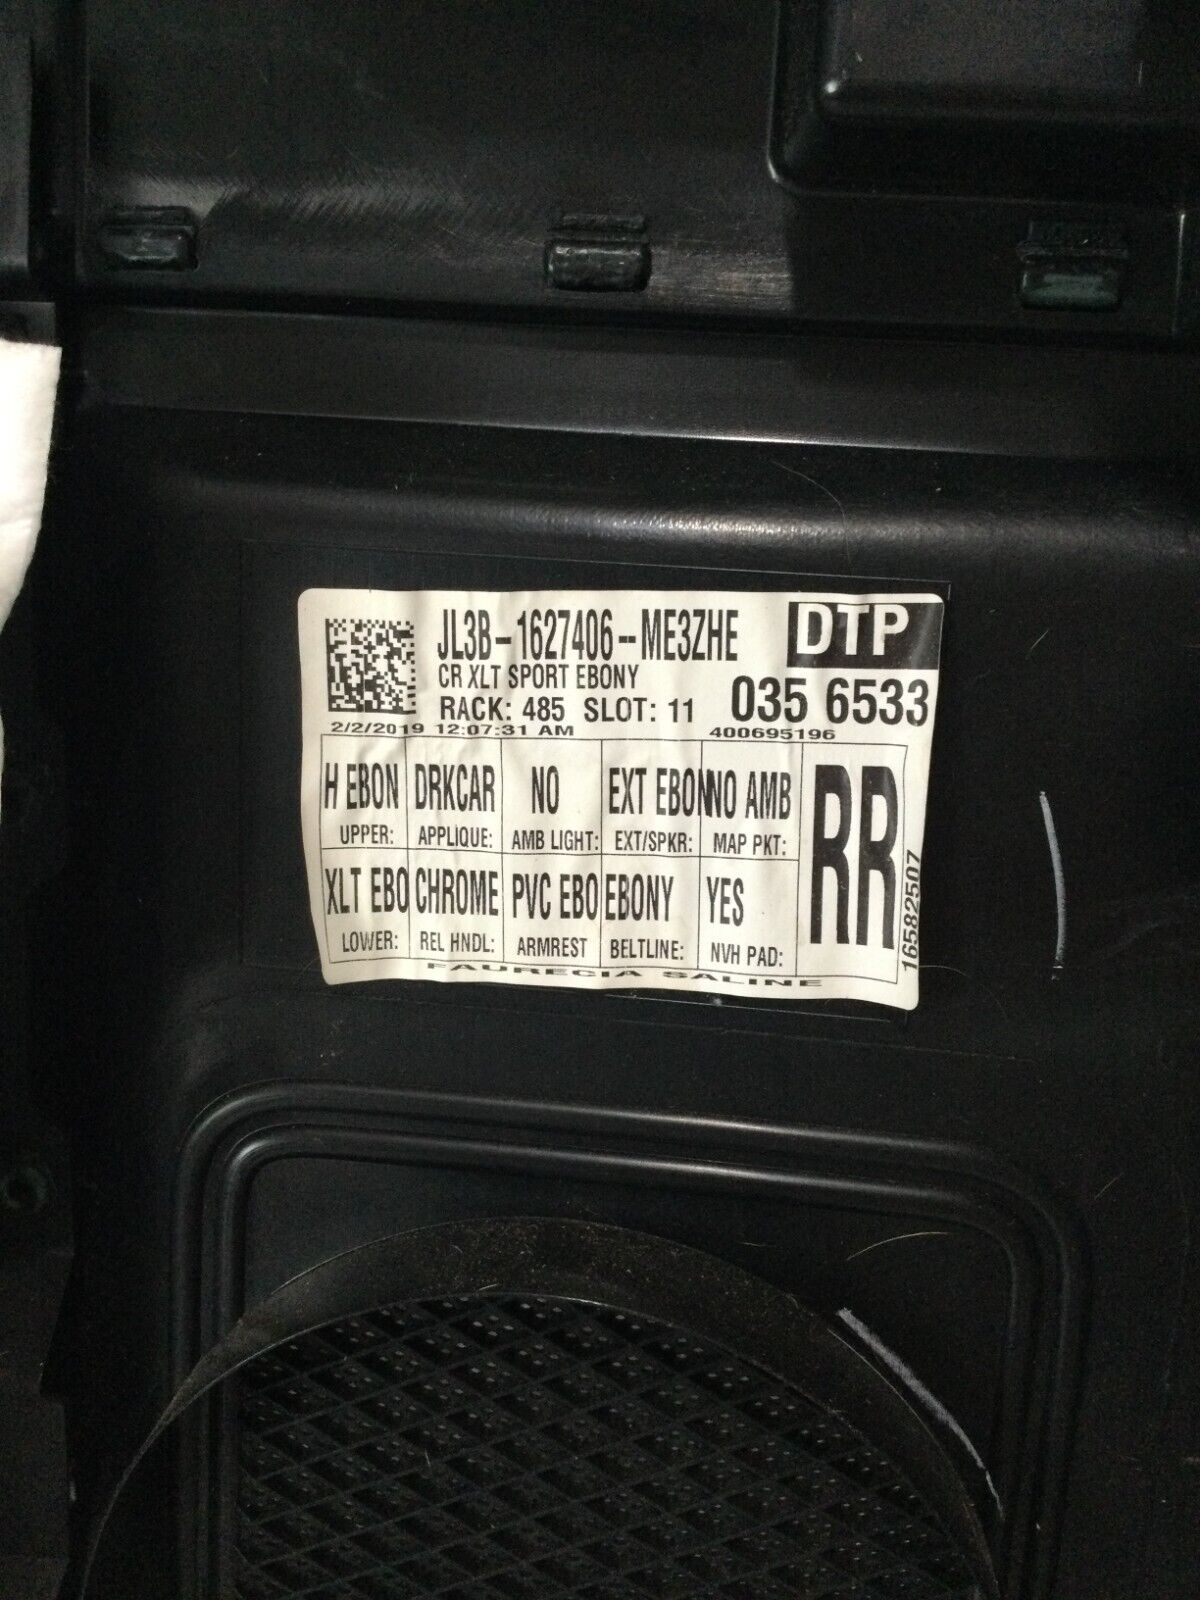 JL3B-1627406--ME3ZHE DTP
CR XLT SPORT EBONY
RACK: 485 SLOT: 11 035 6533
2/2/2019 12:07:31 AM 400695196
H EBON DRKCAR NO EXT EBON NO AMB
UPPER: APPLIQUE: AMB LIGHT: EXT/SPKR: MAP PKT:
RR
XLT EBO CHROME PVC EBO EBONY YES
LOWER: REL HNDL: ARMREST BELTLINE: NVH PAD:
16582507
FAURECIA SALINE